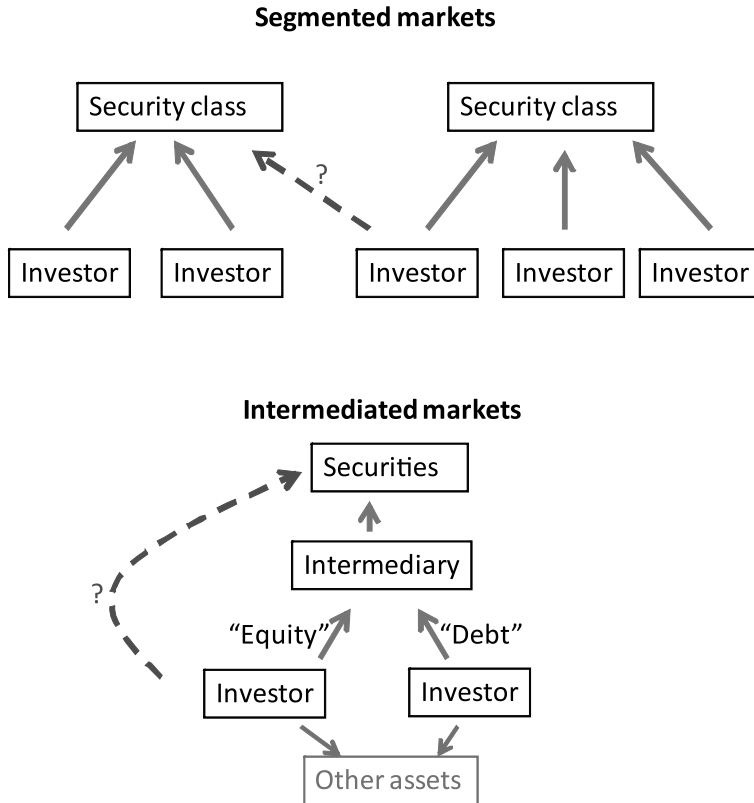 Segmented markets
Security class Security class
?
Investor Investor Investor Investor Investor
Intermediated markets
Securities
Intermediary
?
“Equity” “Debt”
Investor Investor
Other assets